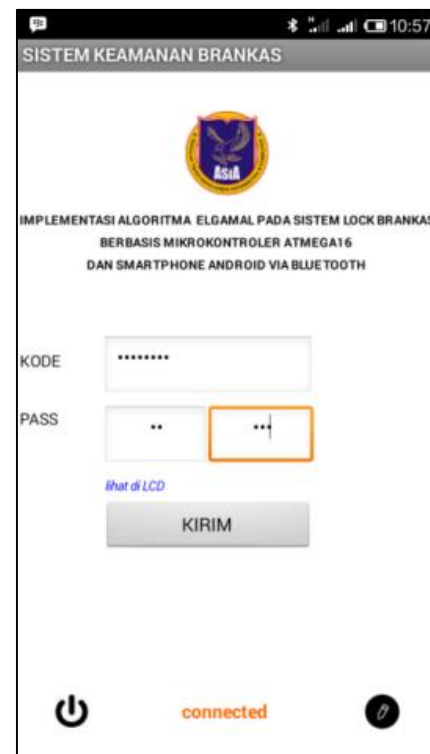 H
10:57
SISTEM KEAMANAN BRANKAS
ASIA
IMPLEMENTASI ALGORITMA ELGAMAL PADA SISTEM LOCK BRANKAS
BERBASIS MIKROKONTROLER ATMEGA16
DAN SMARTPHONE ANDROID VIA BLUETOOTH
KODE ••••••••
PASS •• •••
lihat di LCD
KIRIM
connected